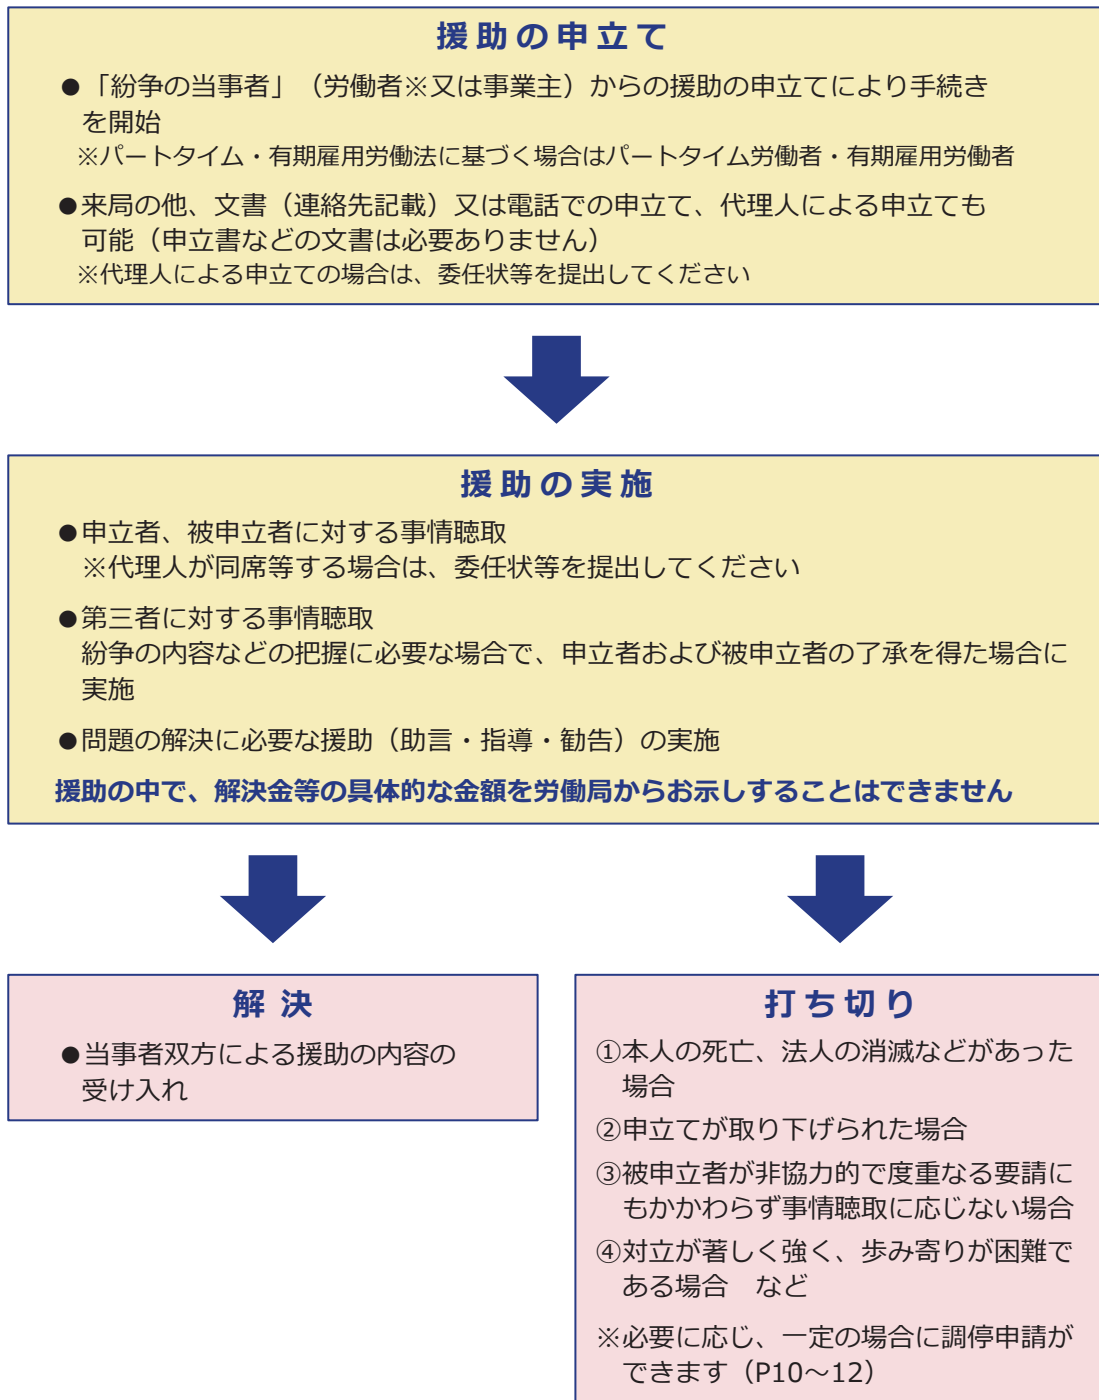 援助の申立て
●「紛争の当事者」（労働者※又は事業主）からの援助の申立てにより手続き
を開始
※パートタイム・有期雇用労働法に基づく場合はパートタイム労働者・有期雇用労働者
●来局の他、文書（連絡先記載）又は電話での申立て、代理人による申立ても
可能（申立書などの文書は必要ありません）
※代理人による申立ての場合は、委任状等を提出してください
援助の実施
●申立者、被申立者に対する事情聴取
※代理人が同席等する場合は、委任状等を提出してください
●第三者に対する事情聴取
紛争の内容などの把握に必要な場合で、申立者および被申立者の了承を得た場合に
実施
●問題の解決に必要な援助（助言・指導・勧告）の実施
援助の中で、解決金等の具体的な金額を労働局からお示しすることはできません
解決
●当事者双方による援助の内容の
受け入れ
打ち切り
①本人の死亡、法人の消滅などがあった
場合
②申立てが取り下げられた場合
③被申立者が非協力的で度重なる要請に
もかかわらず事情聴取に応じない場合
④対立が著しく強く、歩み寄りが困難で
ある場合　など
※必要に応じ、一定の場合に調停申請が
できます（P10～12）